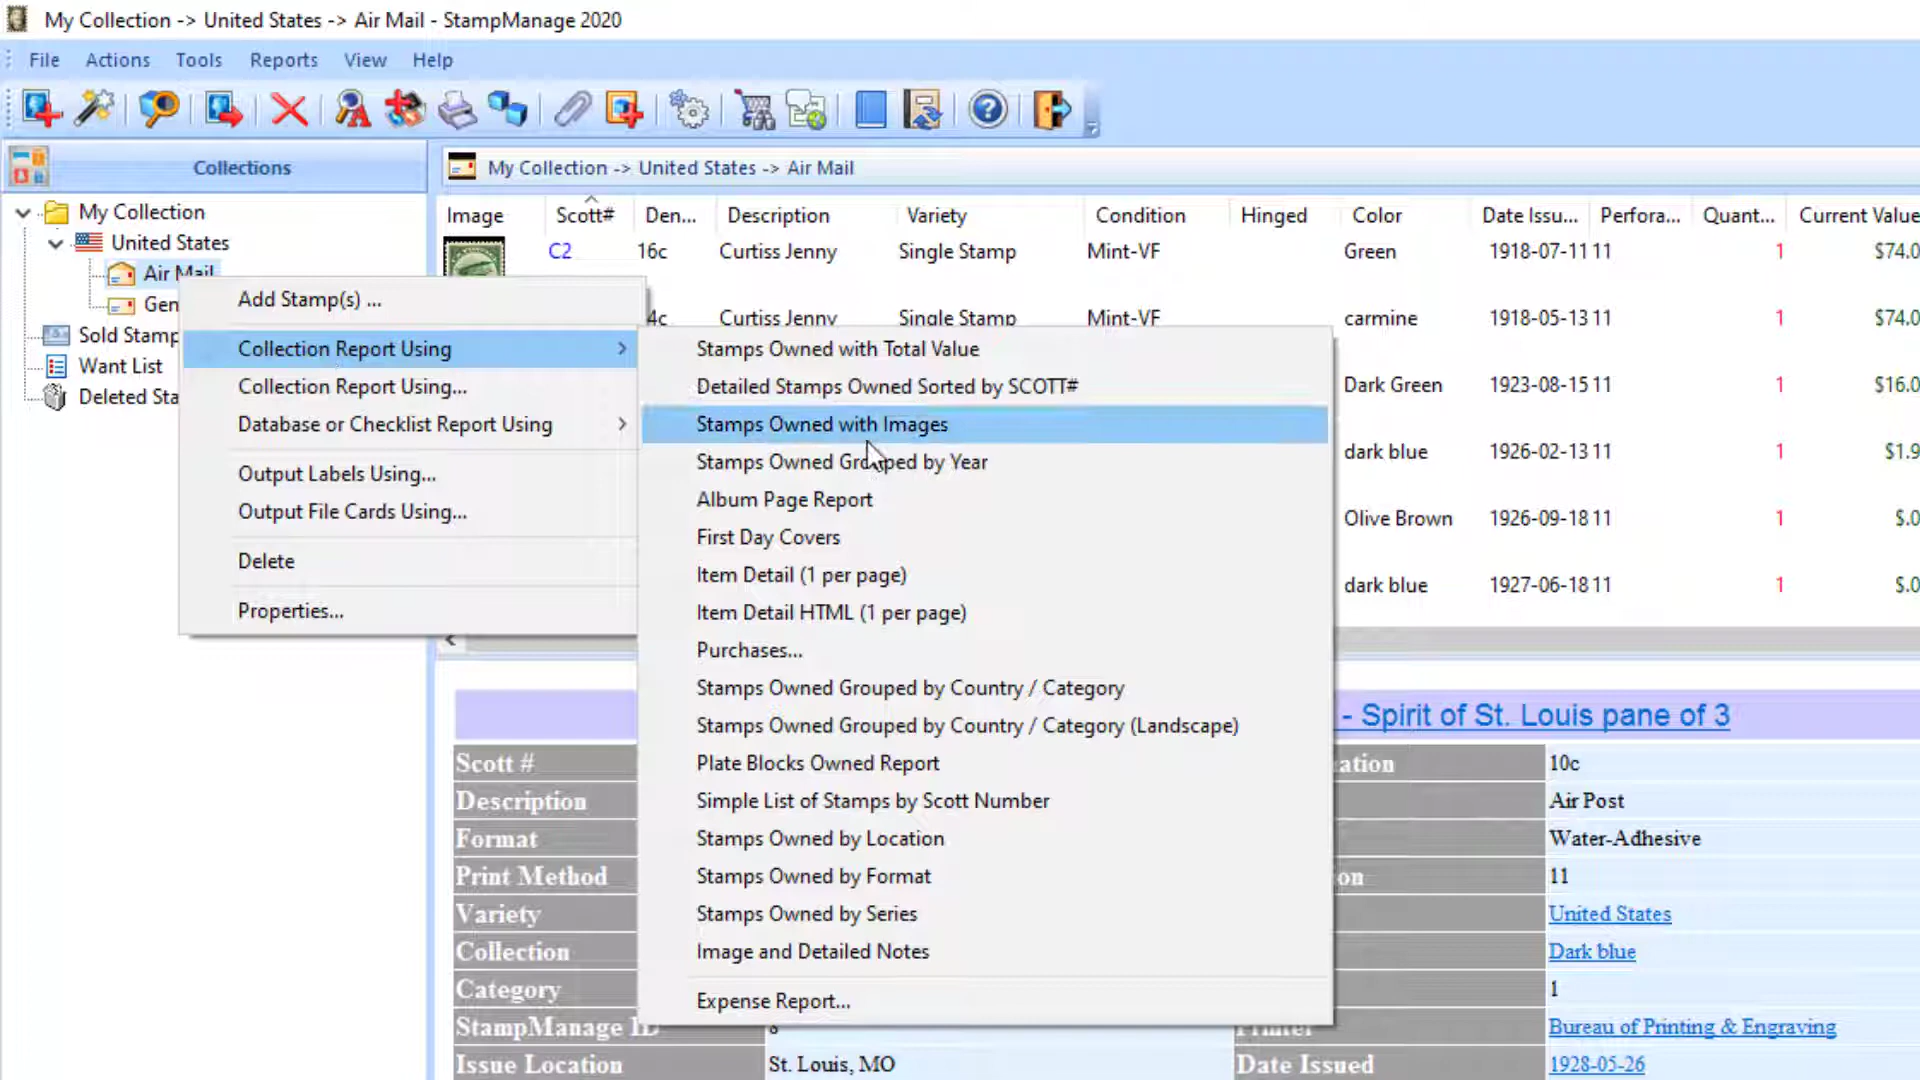 My Collection -> United States -> Air Mail - StampManage 2020
File Actions Tools Reports View Help
Collections
My Collection -> United States -> Air Mail
My Collection
United States
Air Mail
Gen
Sold Stamp
Want List
Deleted Sta
Image Scott# Den... Description Variety Condition Hinged Color Date Issu... Perfora... Quant... Current Value
C2 16c Curtiss Jenny Single Stamp Mint-VF Green 1918-07-11 11 1 $74.0
4c Curtiss Jenny Single Stamp Mint-VF carmine 1918-05-13 11 1 $74.0
Dark Green 1923-08-15 11 1 $16.0
dark blue 1926-02-13 11 1 $1.9
Olive Brown 1926-09-18 11 1 $.0
dark blue 1927-06-18 11 1 $.0
Add Stamp(s) ...
Collection Report Using
Collection Report Using...
Database or Checklist Report Using
Output Labels Using...
Output File Cards Using...
Delete
Properties...
Stamps Owned with Total Value
Detailed Stamps Owned Sorted by SCOTT#
Stamps Owned with Images
Stamps Owned Grouped by Year
Album Page Report
First Day Covers
Item Detail (1 per page)
Item Detail HTML (1 per page)
Purchases...
Stamps Owned Grouped by Country / Category
Stamps Owned Grouped by Country / Category (Landscape)
Plate Blocks Owned Report
Simple List of Stamps by Scott Number
Stamps Owned by Location
Stamps Owned by Format
Stamps Owned by Series
Image and Detailed Notes
Expense Report...
- Spirit of St. Louis pane of 3
Scott # ation 10c
Description Air Post
Format Water-Adhesive
Print Method on 11
Variety United States
Collection Dark blue
Category 1
StampManage ID 8 Printer Bureau of Printing & Engraving
Issue Location St. Louis, MO Date Issued 1928-05-26